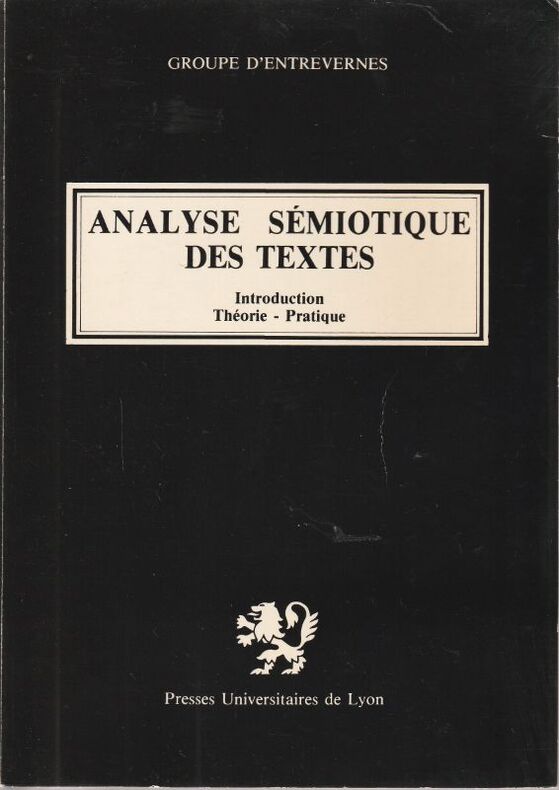 GROUPE D'ENTREVERNES
ANALYSE SÉMIOTIQUE
DES TEXTES
Introduction
Théorie - Pratique
Presses Universitaires de Lyon